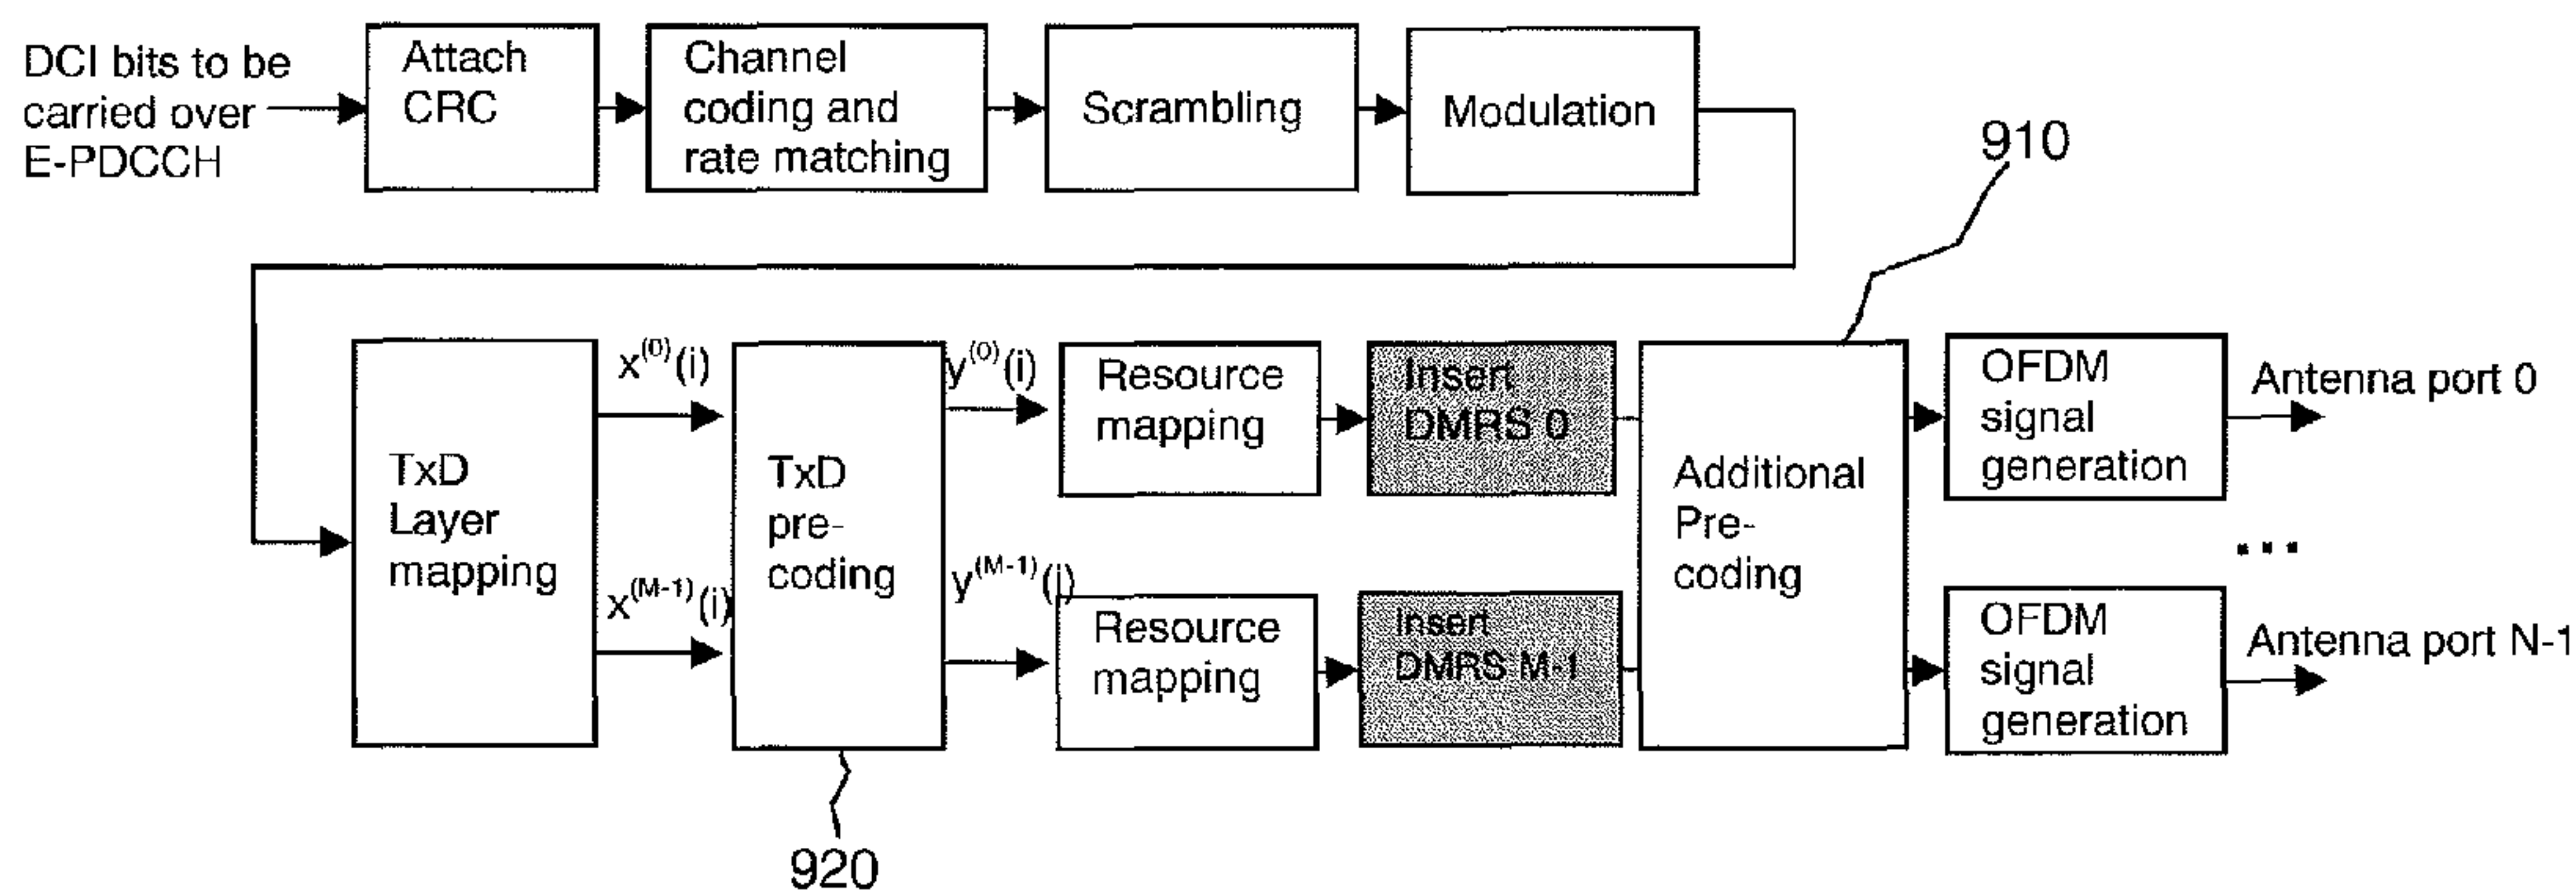 DCI bits to be
carried over
E-PDCCH
Attach
CRC
Channel
coding and
rate matching
Scrambling
Modulation
910
TxD
Layer
mapping
x(0)(i)
x(M-1)(i)
TxD
pre-
coding
y(0)(i)
y(M-1)(i)
Resource
mapping
Resource
mapping
Insert
DMRS 0
Insert
DMRS M-1
Additional
Pre-
coding
OFDM
signal
generation
OFDM
signal
generation
Antenna port 0
...
Antenna port N-1
920